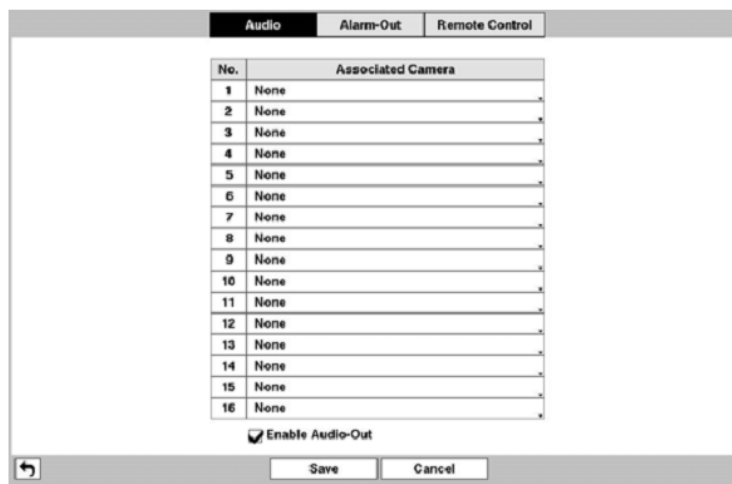 Audio Alarm-Out Remote Control
No. Associated Camera
1 None
2 None
3 None
4 None
5 None
6 None
7 None
8 None
9 None
10 None
11 None
12 None
13 None
14 None
15 None
16 None
Enable Audio-Out
Save Cancel